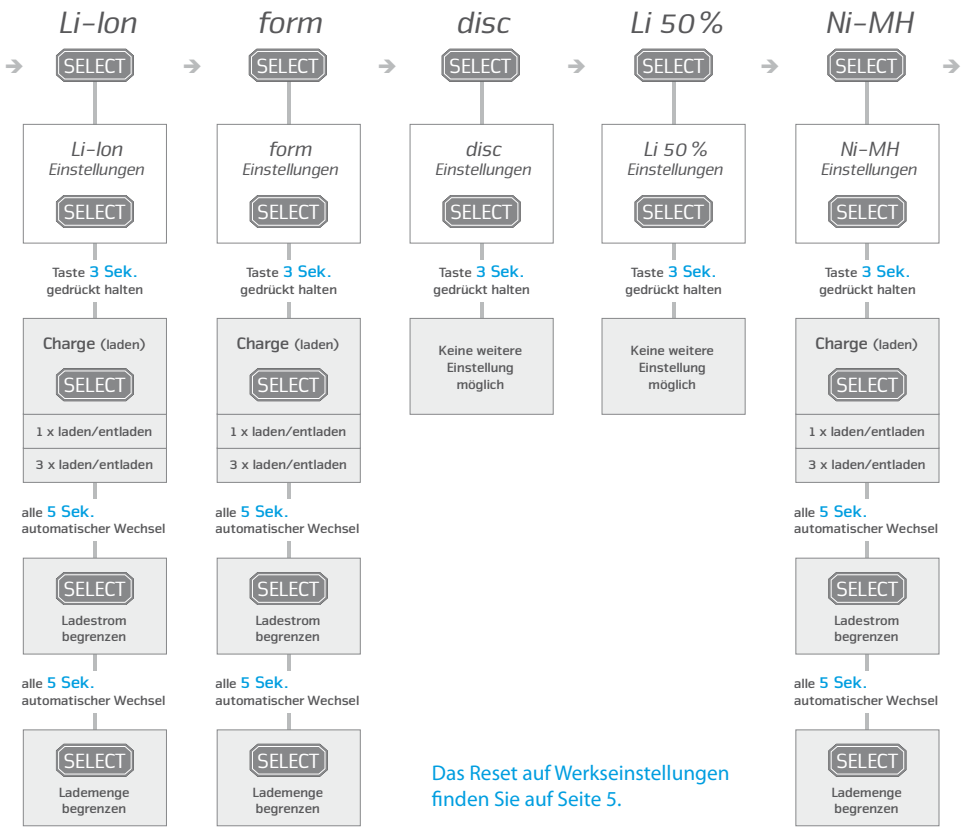 Li-Ion
SELECT
Li-Ion
Einstellungen
SELECT
Taste 3 Sek.
gedrückt halten
Charge (laden)
SELECT
1 x laden/entladen
3 x laden/entladen
alle 5 Sek.
automatischer Wechsel
SELECT
Ladestrom
begrenzen
alle 5 Sek.
automatischer Wechsel
SELECT
Lademenge
begrenzen
form
SELECT
form
Einstellungen
SELECT
Taste 3 Sek.
gedrückt halten
Charge (laden)
SELECT
1 x laden/entladen
3 x laden/entladen
alle 5 Sek.
automatischer Wechsel
SELECT
Ladestrom
begrenzen
alle 5 Sek.
automatischer Wechsel
SELECT
Lademenge
begrenzen
disc
SELECT
disc
Einstellungen
SELECT
Taste 3 Sek.
gedrückt halten
Keine weitere
Einstellung
möglich
Li 50 %
SELECT
Li 50 %
Einstellungen
SELECT
Taste 3 Sek.
gedrückt halten
Keine weitere
Einstellung
möglich
Ni-MH
SELECT
Ni-MH
Einstellungen
SELECT
Taste 3 Sek.
gedrückt halten
Charge (laden)
SELECT
1 x laden/entladen
3 x laden/entladen
alle 5 Sek.
automatischer Wechsel
SELECT
Ladestrom
begrenzen
alle 5 Sek.
automatischer Wechsel
SELECT
Lademenge
begrenzen
Das Reset auf Werkseinstellungen
finden Sie auf Seite 5.